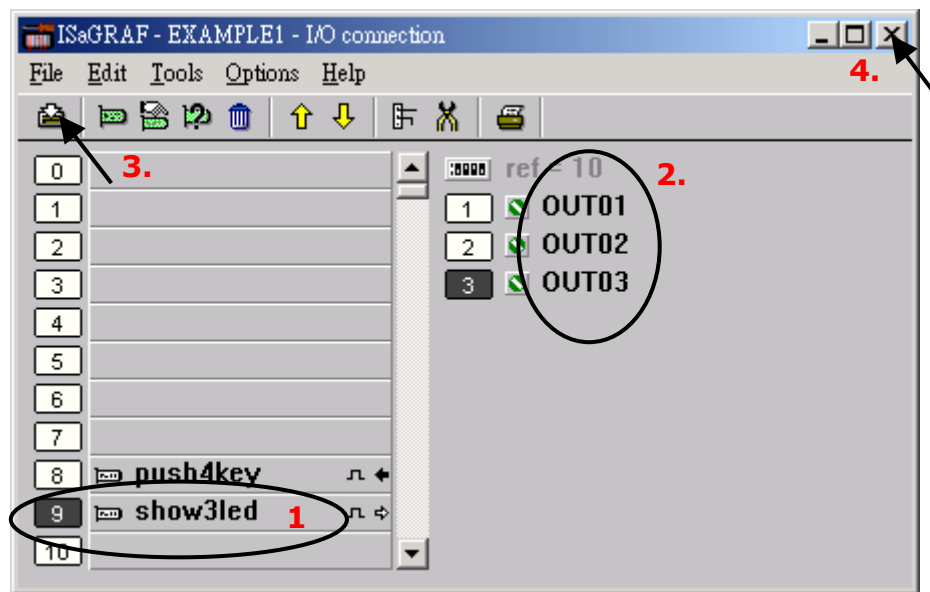 ISaGRAF - EXAMPLE1 - I/O connection
File Edit Tools Options Help
4.
3.
2.
0
1
2
3
4
5
6
7
8 push4key
9 show3led 1
10
ref = 10
1 OUT01
2 OUT02
3 OUT03